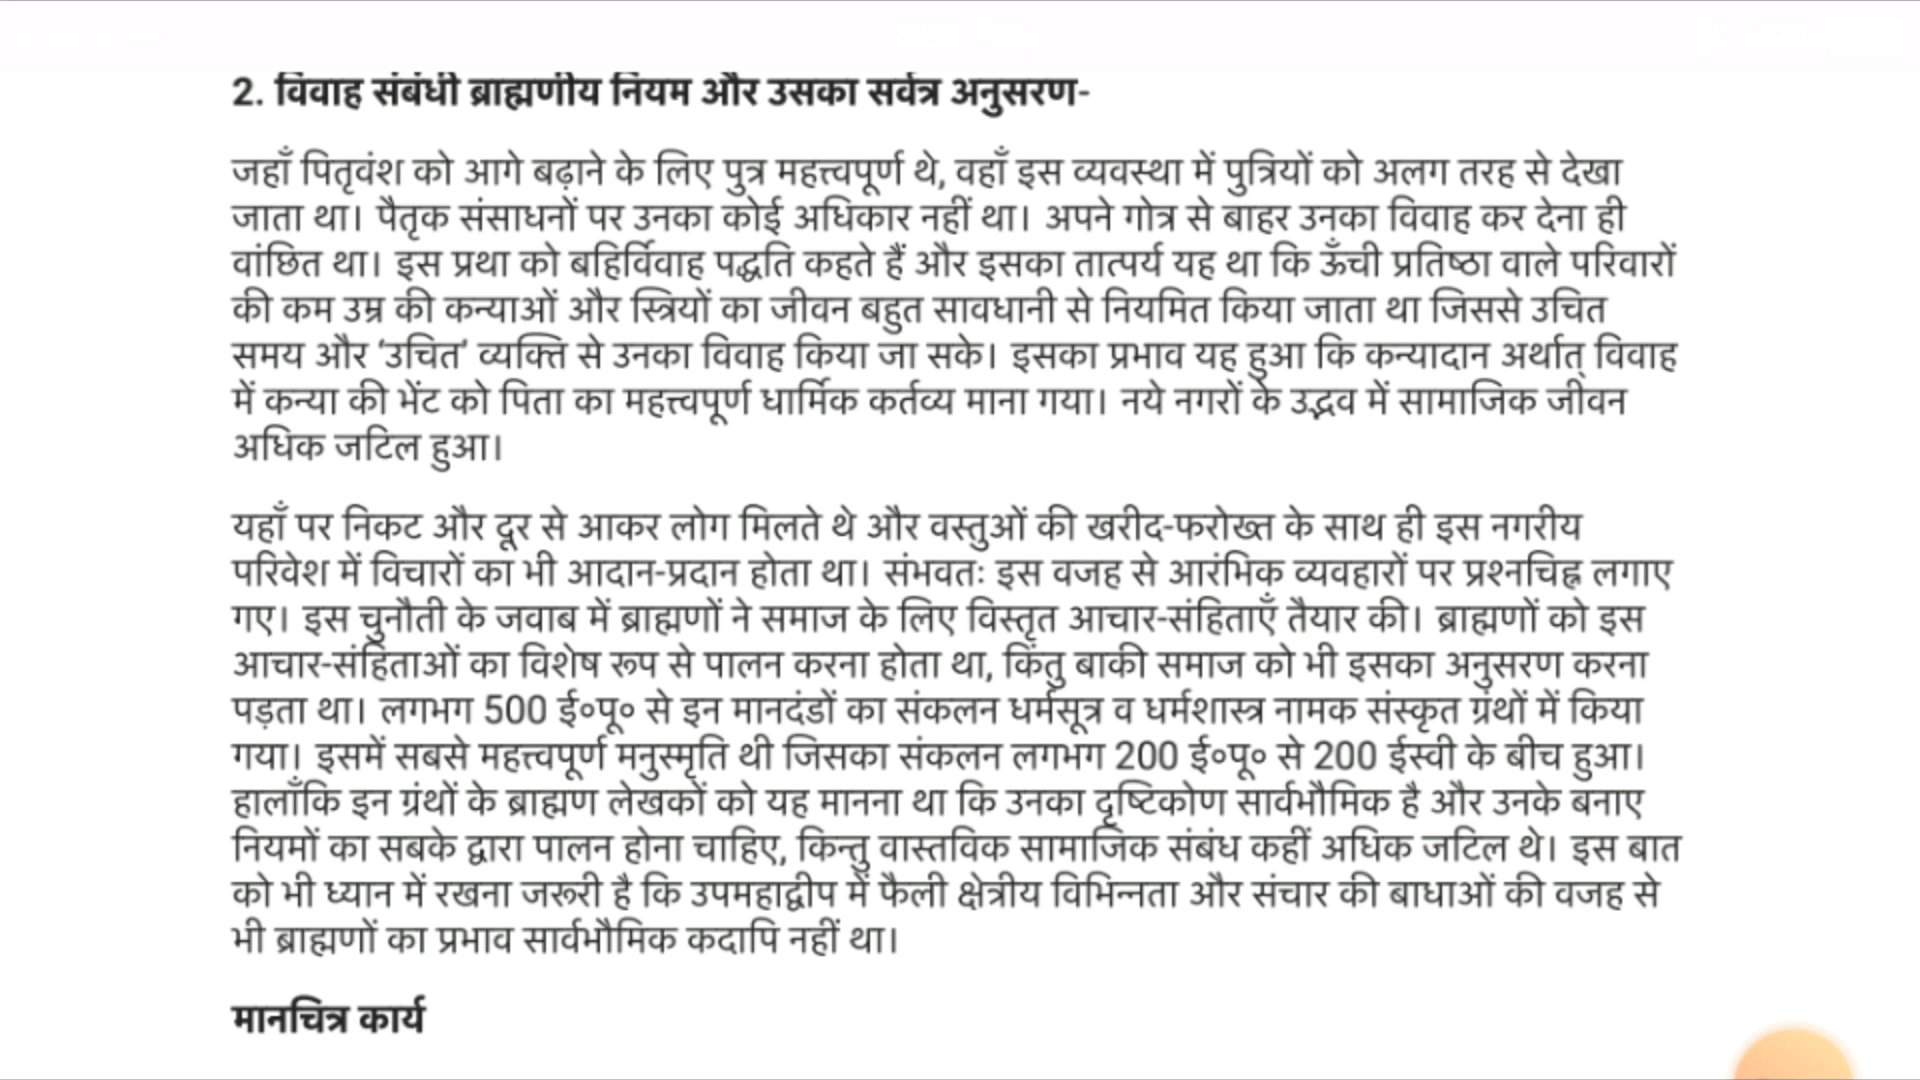 2. विवाह संबंधी ब्राह्मणीय नियम और उसका सर्वत्र अनुसरण-
जहाँ पितृवंश को आगे बढ़ाने के लिए पुत्र महत्त्वपूर्ण थे, वहाँ इस व्यवस्था में पुत्रियों को अलग तरह से देखा
जाता था। पैतृक संसाधनों पर उनका कोई अधिकार नहीं था। अपने गोत्र से बाहर उनका विवाह कर देना ही
वांछित था। इस प्रथा को बहिर्विवाह पद्धति कहते हैं और इसका तात्पर्य यह था कि ऊँची प्रतिष्ठा वाले परिवारों
की कम उम्र की कन्याओं और स्त्रियों का जीवन बहुत सावधानी से नियमित किया जाता था जिससे उचित
समय और ‘उचित’ व्यक्ति से उनका विवाह किया जा सके। इसका प्रभाव यह हुआ कि कन्यादान अर्थात् विवाह
में कन्या की भेंट को पिता का महत्त्वपूर्ण धार्मिक कर्तव्य माना गया। नये नगरों के उद्भव में सामाजिक जीवन
अधिक जटिल हुआ।
यहाँ पर निकट और दूर से आकर लोग मिलते थे और वस्तुओं की खरीद-फरोख्त के साथ ही इस नगरीय
परिवेश में विचारों का भी आदान-प्रदान होता था। संभवतः इस वजह से आरंभिक व्यवहारों पर प्रश्नचिह्न लगाए
गए। इस चुनौती के जवाब में ब्राह्मणों ने समाज के लिए विस्तृत आचार-संहिताएँ तैयार की। ब्राह्मणों को इस
आचार-संहिताओं का विशेष रूप से पालन करना होता था, किंतु बाकी समाज को भी इसका अनुसरण करना
पड़ता था। लगभग 500 ई०पू० से इन मानदंडों का संकलन धर्मसूत्र व धर्मशास्त्र नामक संस्कृत ग्रंथों में किया
गया। इसमें सबसे महत्त्वपूर्ण मनुस्मृति थी जिसका संकलन लगभग 200 ई०पू० से 200 ईस्वी के बीच हुआ।
हालाँकि इन ग्रंथों के ब्राह्मण लेखकों को यह मानना था कि उनका दृष्टिकोण सार्वभौमिक है और उनके बनाए
नियमों का सबके द्वारा पालन होना चाहिए, किन्तु वास्तविक सामाजिक संबंध कहीं अधिक जटिल थे। इस बात
को भी ध्यान में रखना जरूरी है कि उपमहाद्वीप में फैली क्षेत्रीय विभिन्नता और संचार की बाधाओं की वजह से
भी ब्राह्मणों का प्रभाव सार्वभौमिक कदापि नहीं था।
मानचित्र कार्य